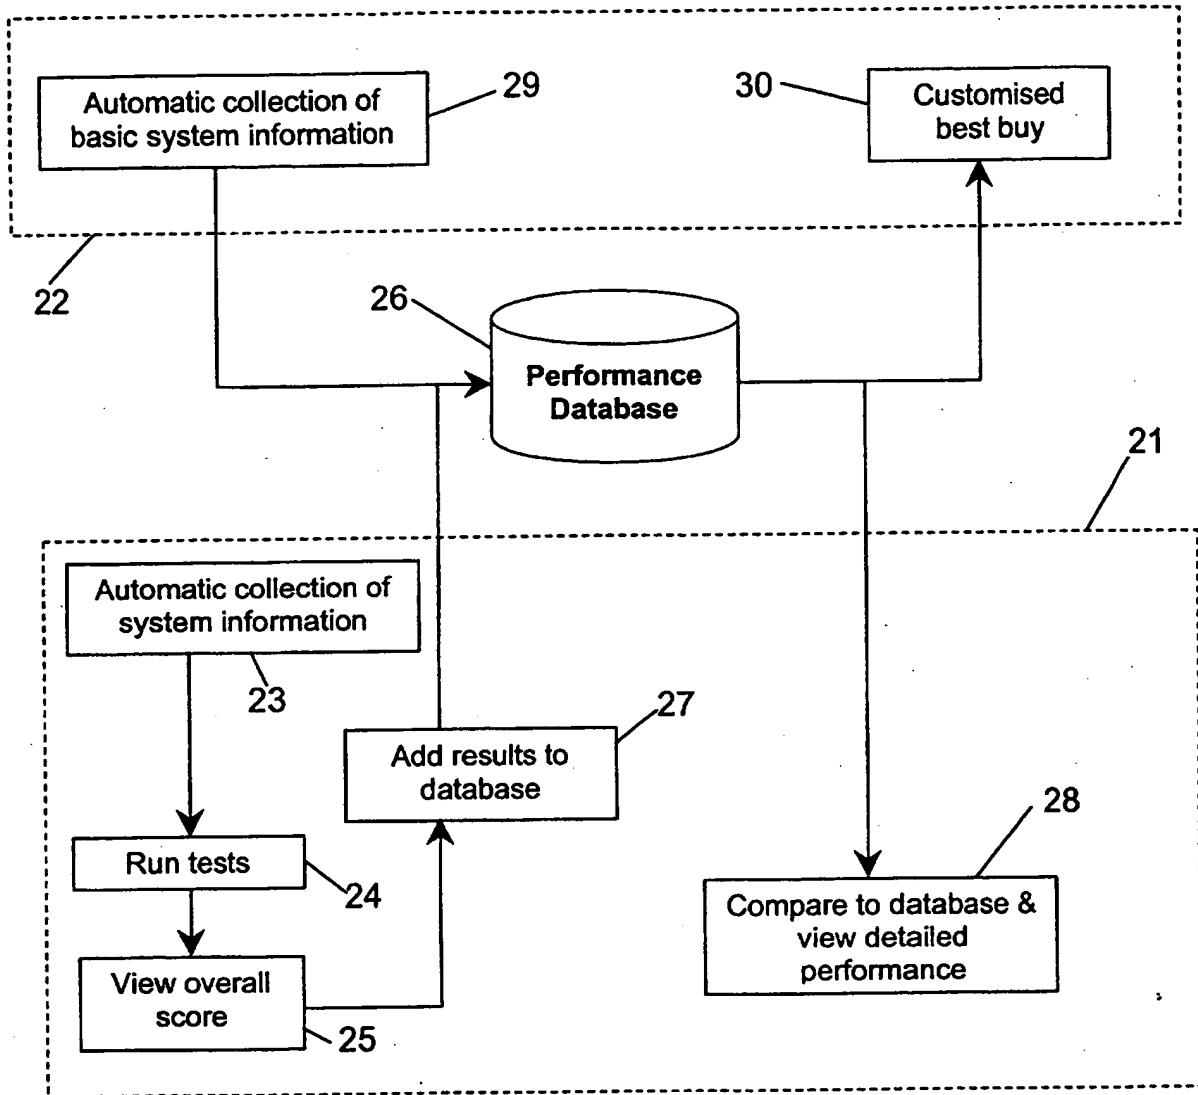 Automatic collection of
basic system information
29
30
Customised
best buy
22
26
Performance
Database
21
Automatic collection of
system information
23
27
Add results to
database
28
Run tests
24
Compare to database &
view detailed
performance
View overall
score
25